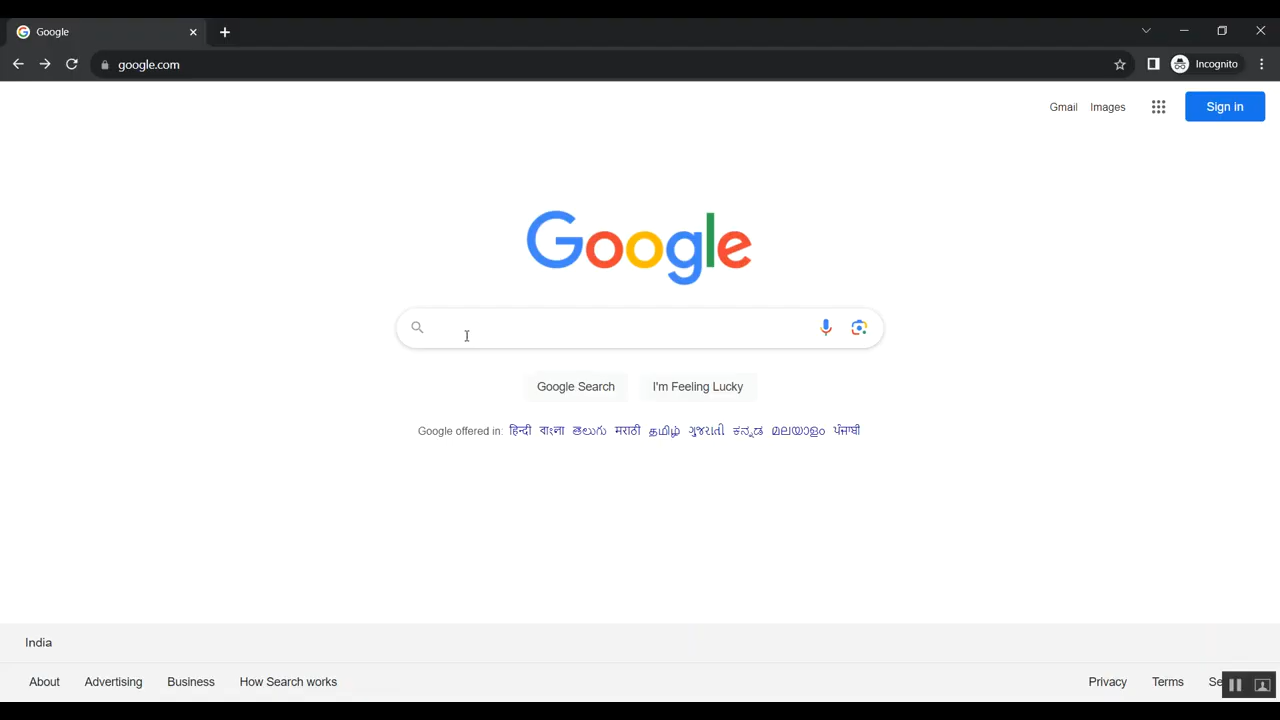 Google
google.com
Incognito
Gmail Images Sign in
Google
Google Search I'm Feeling Lucky
Google offered in: हिन्दी বাংলা తెలుగు मराठी தமிழ் ગુજરાતી ಕನ್ನಡ മലയാളം ਪੰਜਾਬੀ
India
About Advertising Business How Search works Privacy Terms